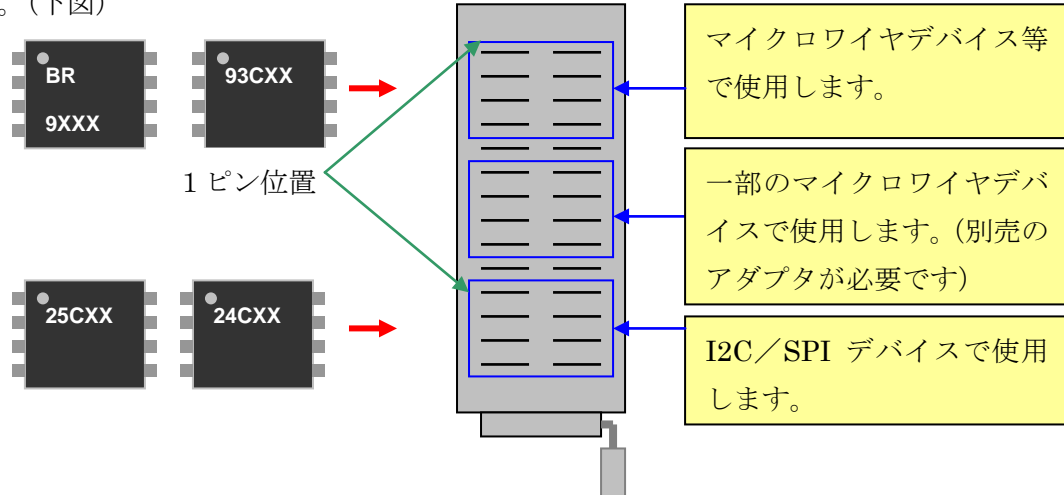 。（下図）
BR
9XXX
93CXX
1 ピン位置
25CXX
24CXX
マイクロワイヤデバイス等
で使用します。
一部のマイクロワイヤデバ
イスで使用します。（別売の
アダプタが必要です）
I2C／SPI デバイスで使用
します。